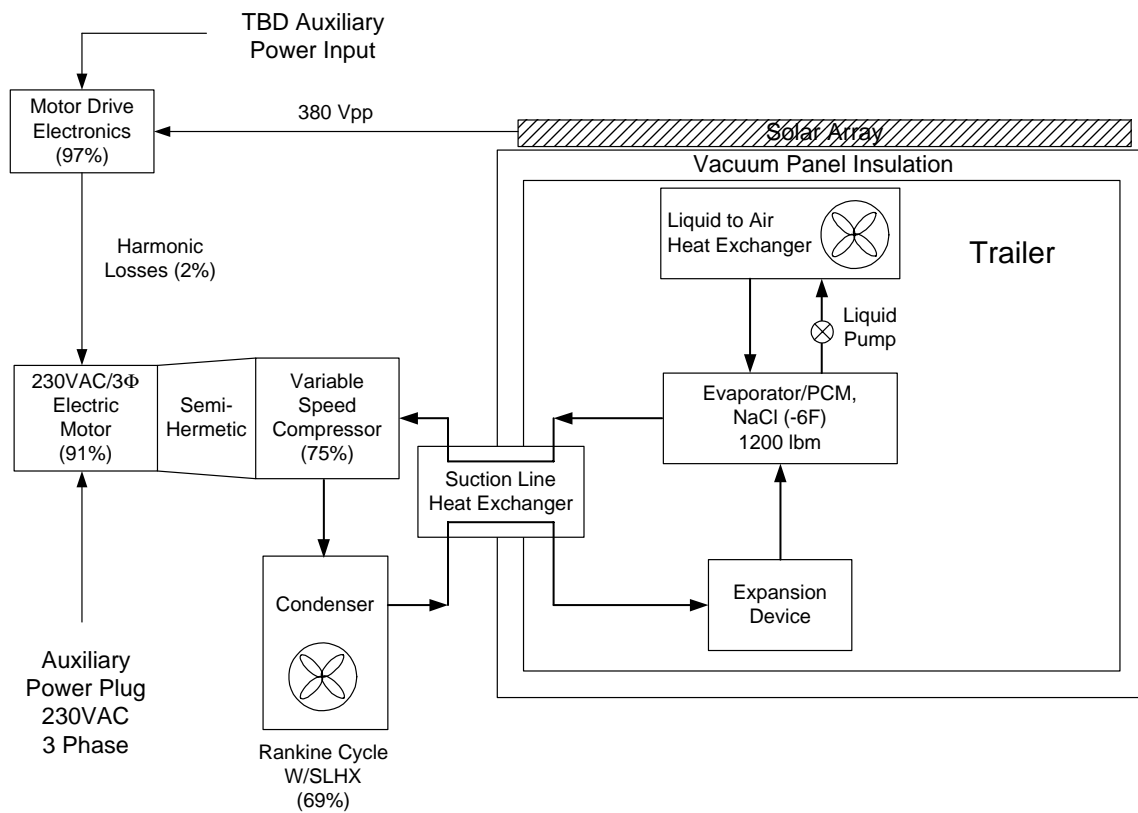 TBD Auxiliary
Power Input
Motor Drive
Electronics
(97%)
380 Vpp
Solar Array
Vacuum Panel Insulation
Liquid to Air
Heat Exchanger
Trailer
Harmonic
Losses (2%)
Liquid
Pump
230VAC/3Φ
Electric
Motor
(91%)
Semi-
Hermetic
Variable
Speed
Compressor
(75%)
Evaporator/PCM,
NaCl (-6F)
1200 lbm
Suction Line
Heat Exchanger
Condenser
Expansion
Device
Auxiliary
Power Plug
230VAC
3 Phase
Rankine Cycle
W/SLHX
(69%)